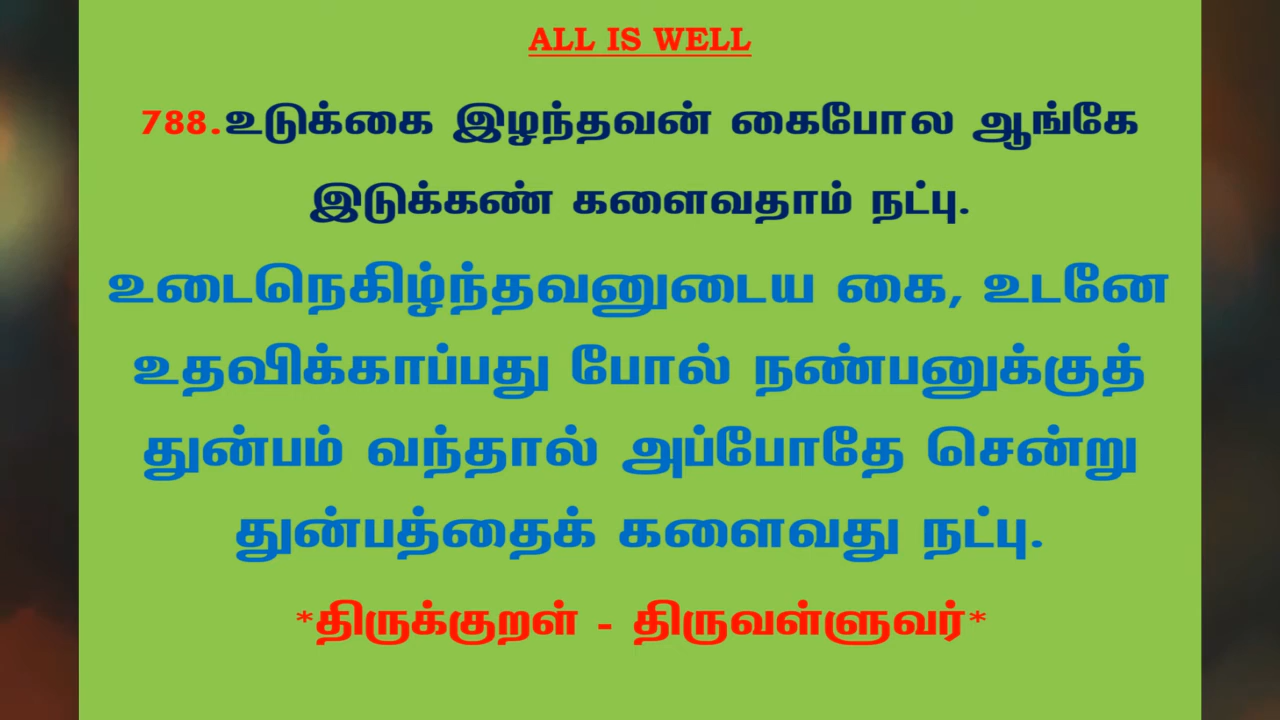 ALL IS WELL
788.உடுக்கை இழந்தவன் கைபோல ஆங்கே
இடுக்கண் களைவதாம் நட்பு.
உடைநெகிழ்ந்தவனுடைய கை, உடனே
உதவிக்காப்பது போல் நண்பனுக்குத்
துன்பம் வந்தால் அப்போதே சென்று
துன்பத்தைக் களைவது நட்பு.
*திருக்குறள் - திருவள்ளுவர்*